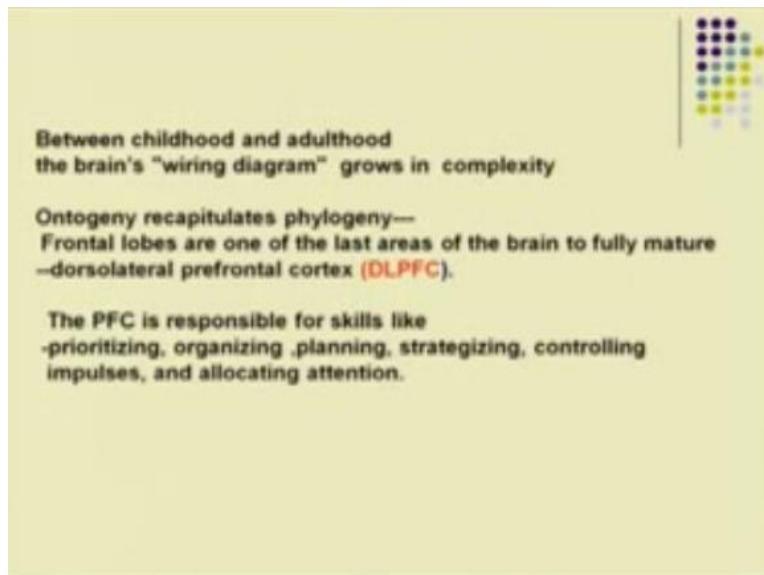 Between childhood and adulthood
the brain's "wiring diagram" grows in complexity
Ontogeny recapitulates phylogeny---
Frontal lobes are one of the last areas of the brain to fully mature
--dorsolateral prefrontal cortex (DLPFC).
The PFC is responsible for skills like
-prioritizing, organizing ,planning, strategizing, controlling
impulses, and allocating attention.